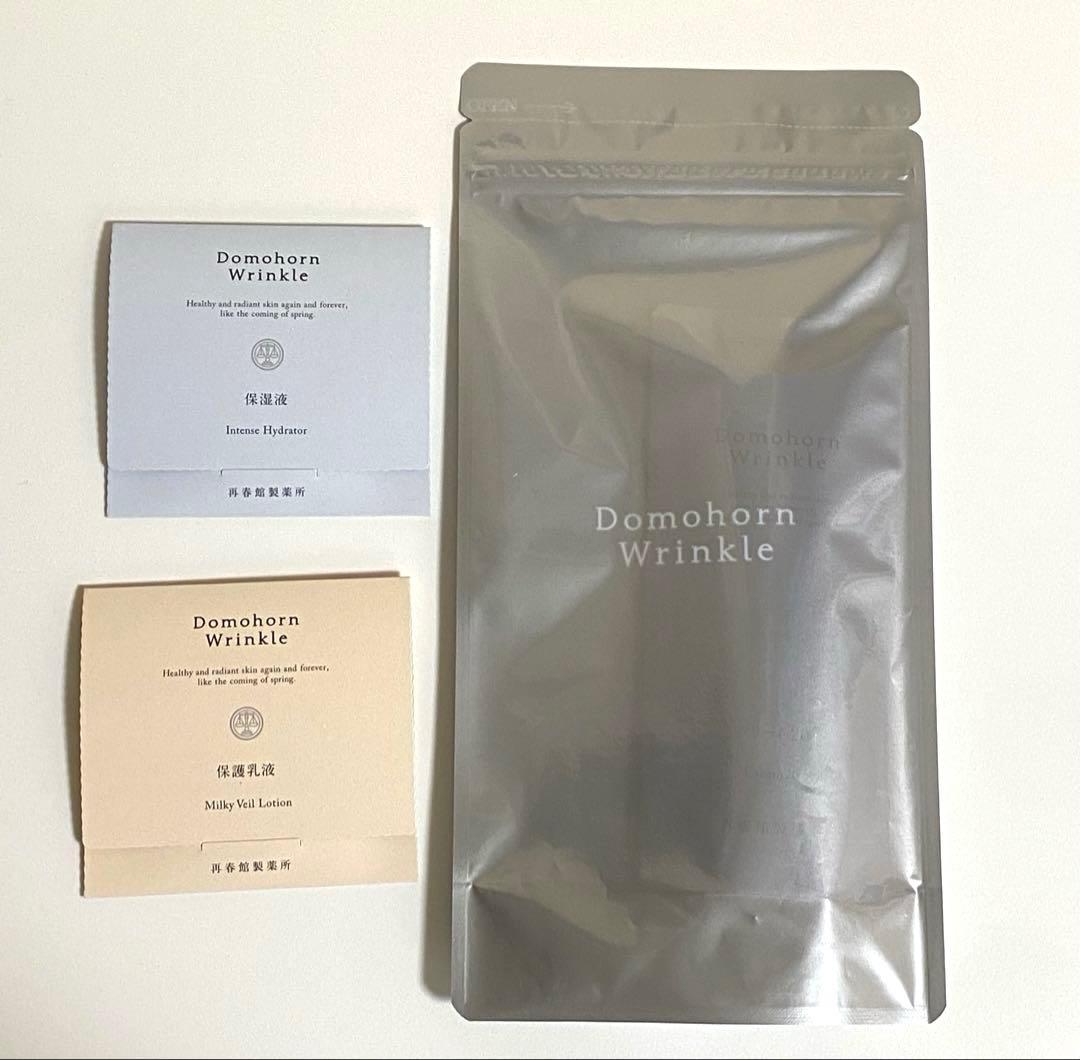 Domohorn
Wrinkle
Healthy and radiant skin again and forever,
like the coming of spring.
保湿液
Intense Hydrator
再春館製薬所
Domohorn
Wrinkle
Healthy and radiant skin again and forever,
like the coming of spring.
保護乳液
Milky Veil Lotion
再春館製薬所
OPEN
Domohorn
Wrinkle
Domohorn
Wrinkle